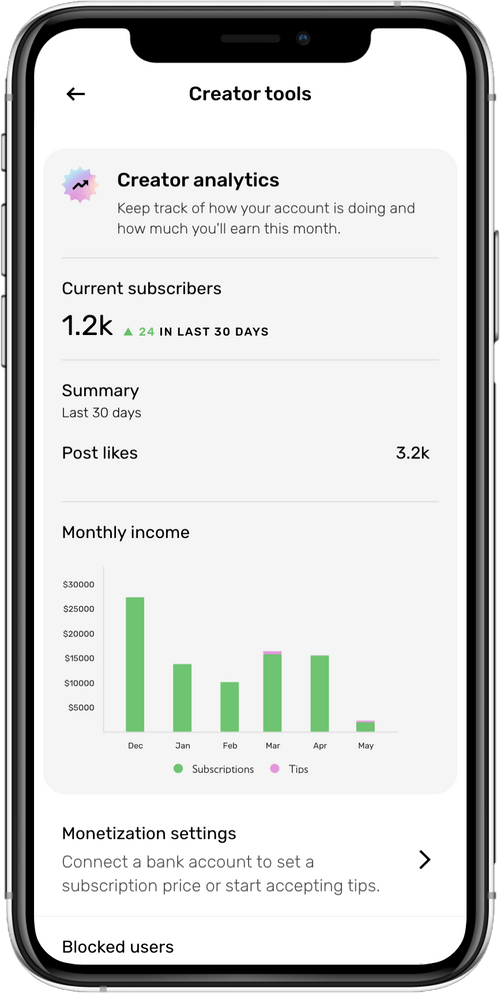 Creator tools
Creator analytics
Keep track of how your account is doing and
how much you'll earn this month.
Current subscribers
1.2k ▲ 24 IN LAST 30 DAYS
Summary
Last 30 days
Post likes 3.2k
Monthly income
$30000
$25000
$20000
$15000
$10000
$5000
Dec Jan Feb Mar Apr May
Subscriptions Tips
Monetization settings
Connect a bank account to set a
subscription price or start accepting tips.
Blocked users